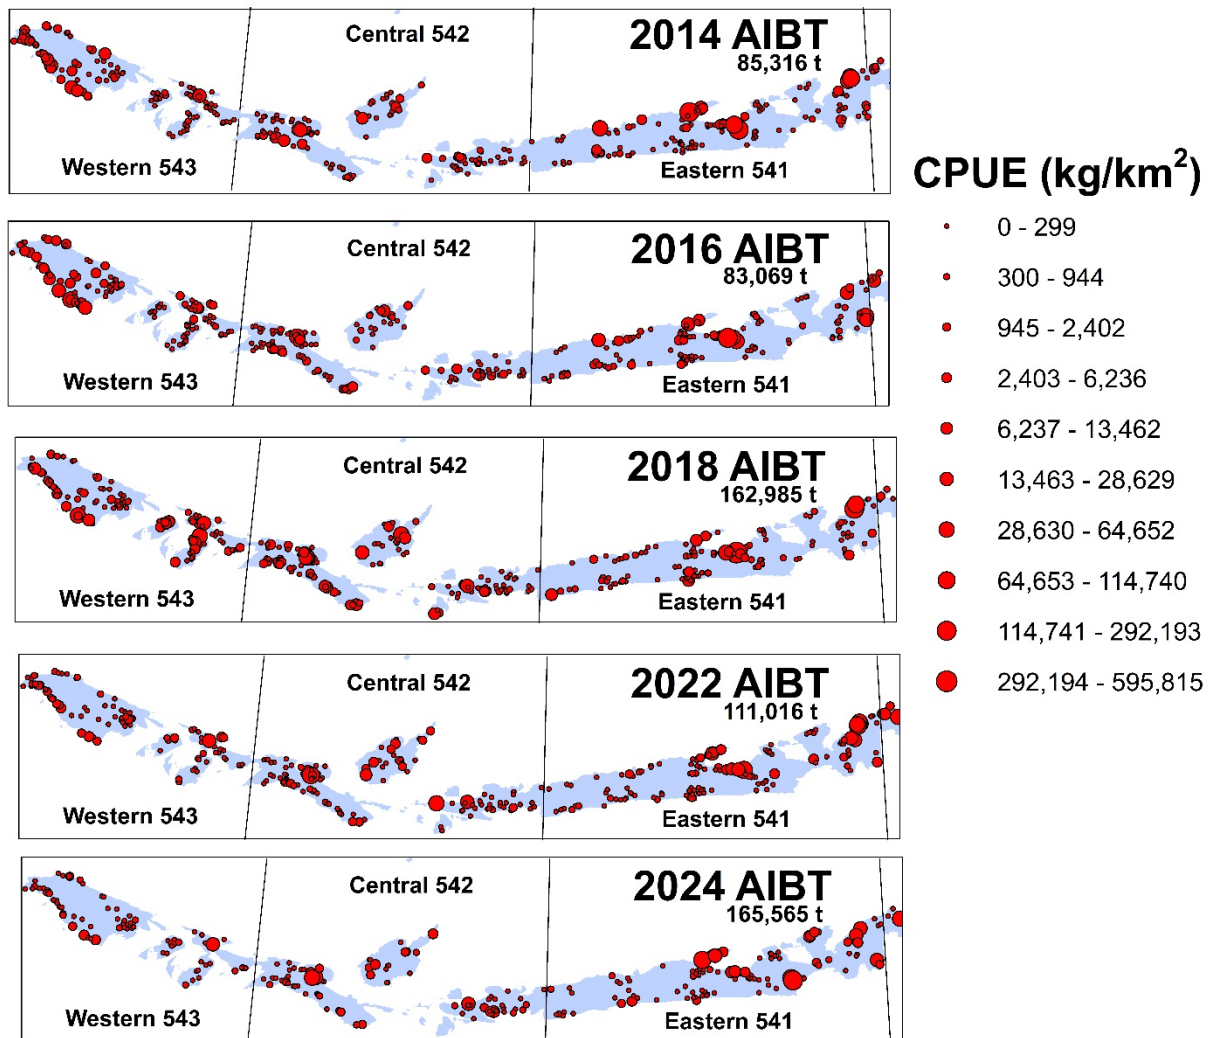 Central 542
2014 AIBT
85,316 t
Western 543
Eastern 541
Central 542
2016 AIBT
83,069 t
Western 543
Eastern 541
Central 542
2018 AIBT
162,985 t
Western 543
Eastern 541
Central 542
2022 AIBT
111,016 t
Western 543
Eastern 541
Central 542
2024 AIBT
165,565 t
Western 543
Eastern 541
CPUE (kg/km²)
0 - 299
300 - 944
945 - 2,402
2,403 - 6,236
6,237 - 13,462
13,463 - 28,629
28,630 - 64,652
64,653 - 114,740
114,741 - 292,193
292,194 - 595,815